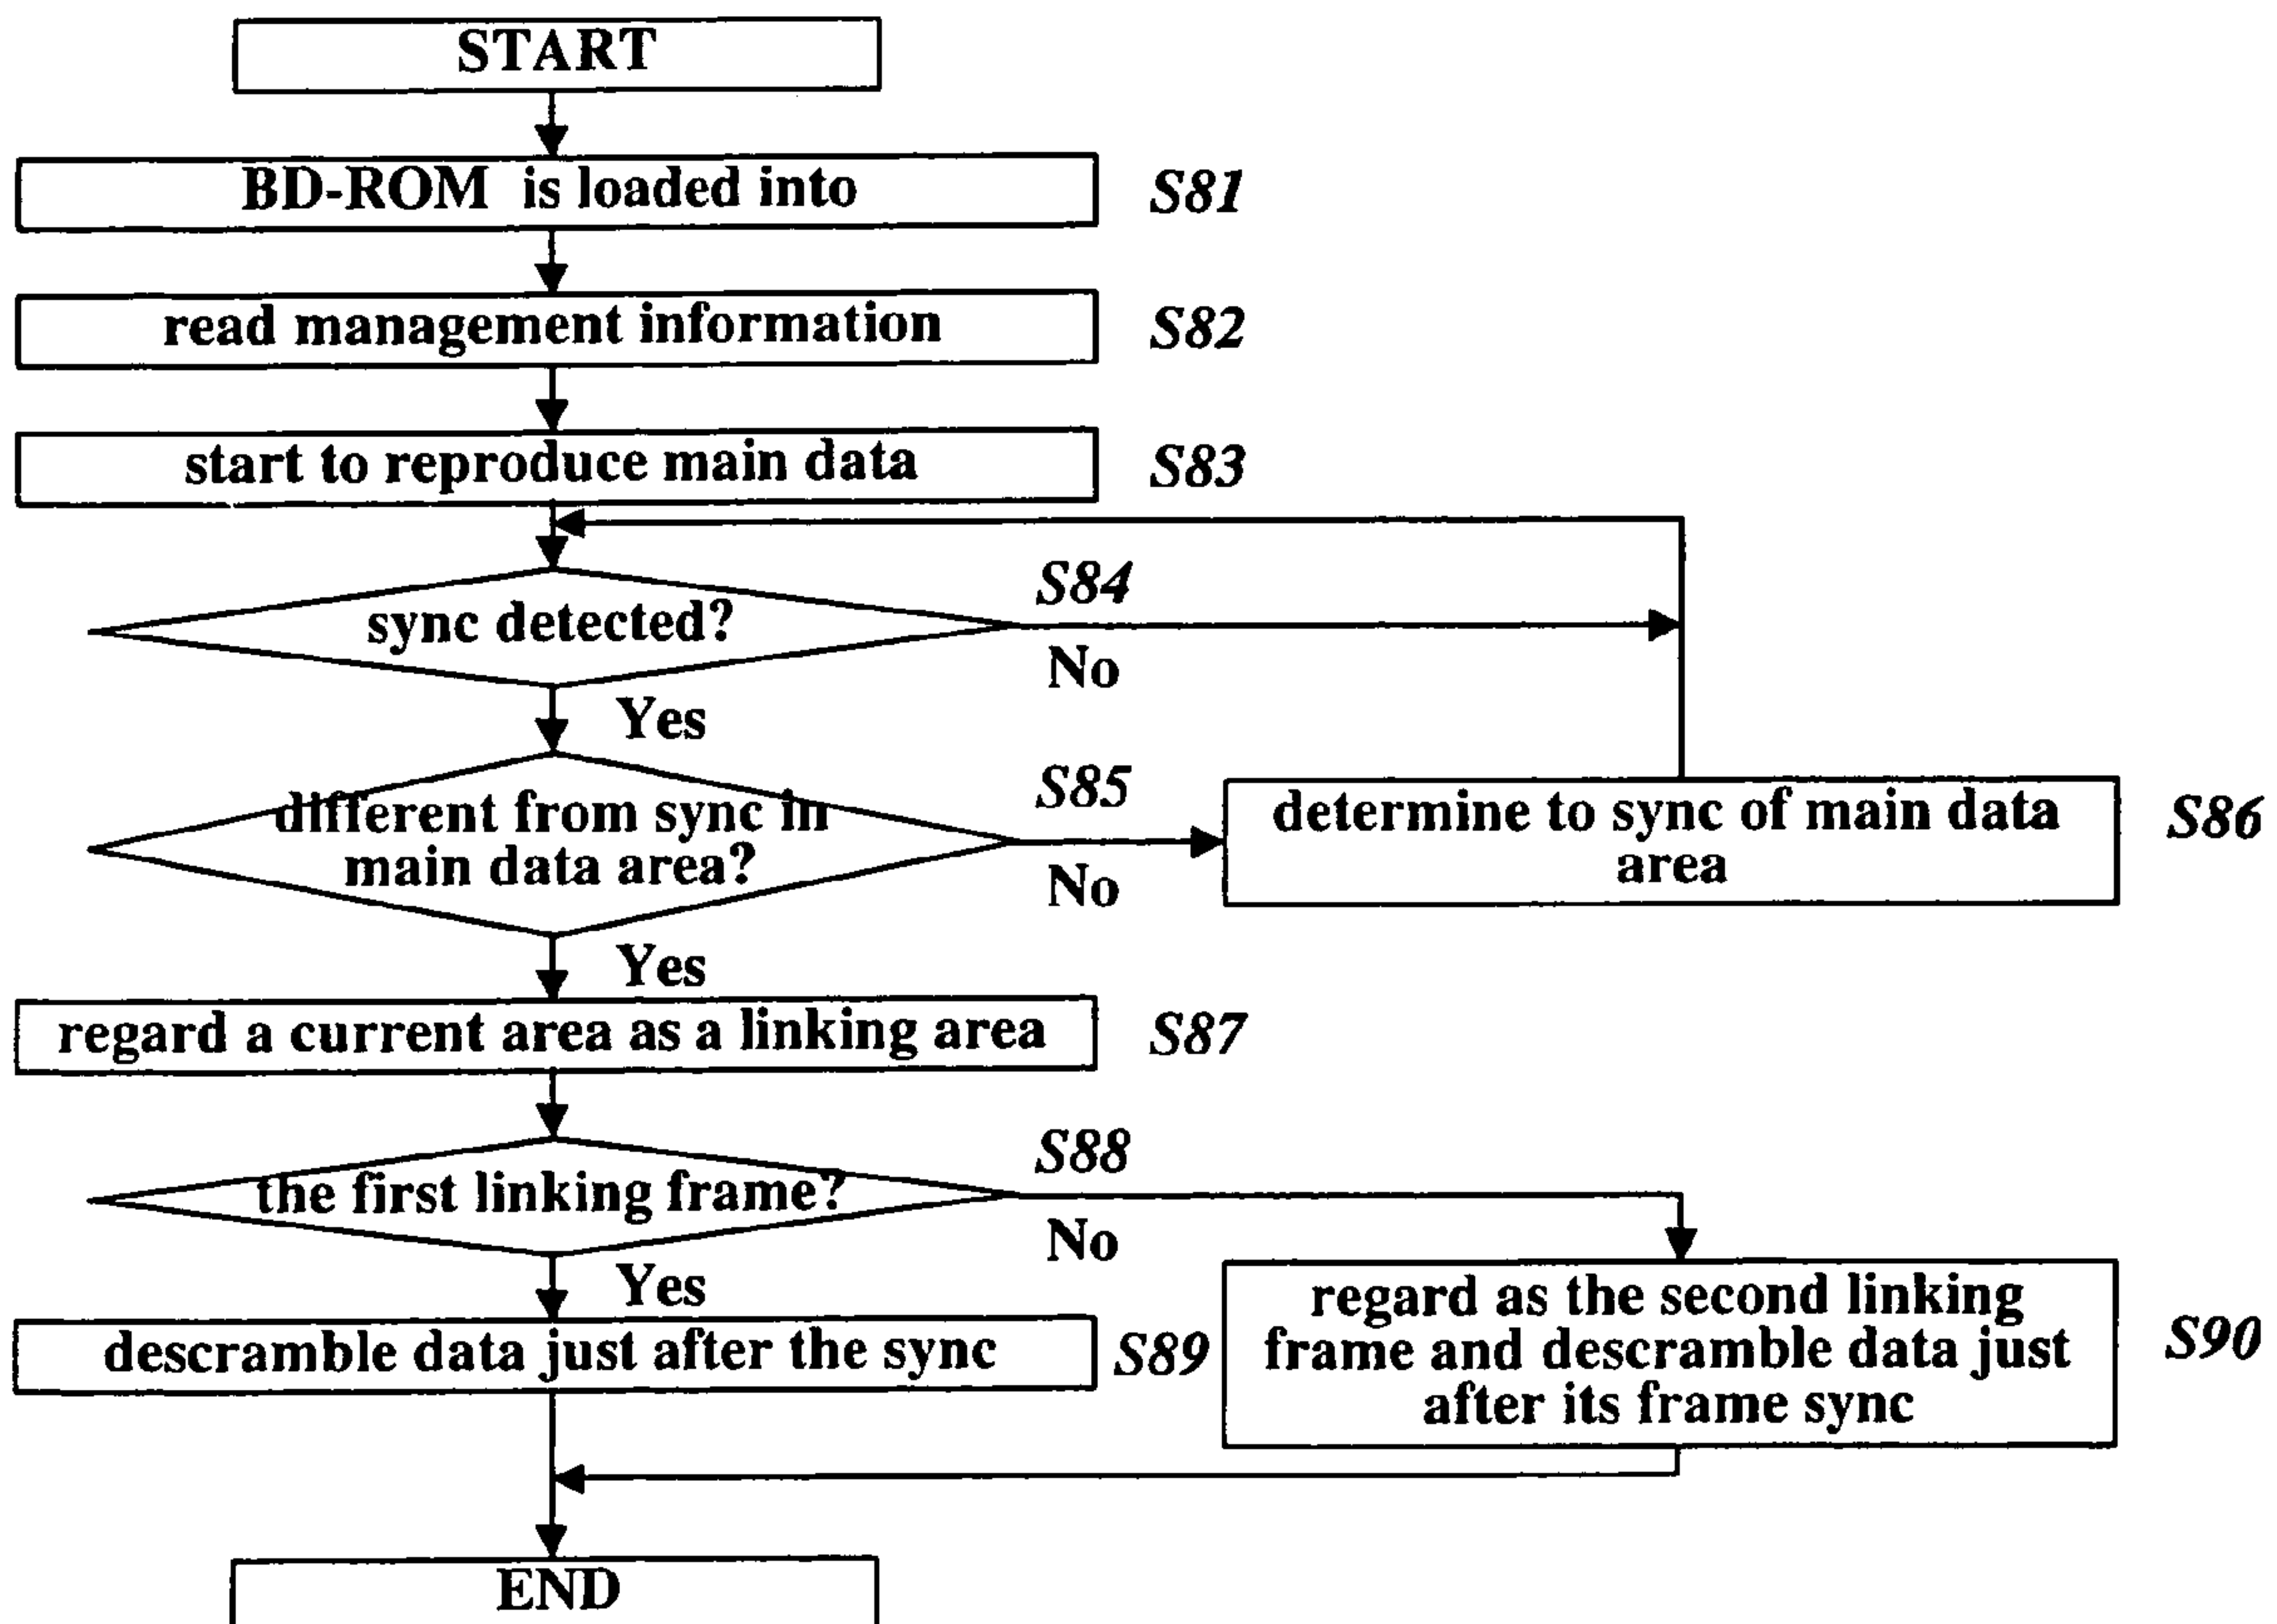 START
BD-ROM is loaded into
S81
read management information
S82
start to reproduce main data
S83
sync detected?
S84
No
Yes
different from sync in
main data area?
S85
No
determine to sync of main data
area
S86
Yes
regard a current area as a linking area
S87
the first linking frame?
S88
No
Yes
descramble data just after the sync
S89
regard as the second linking
frame and descramble data just
after its frame sync
S90
END